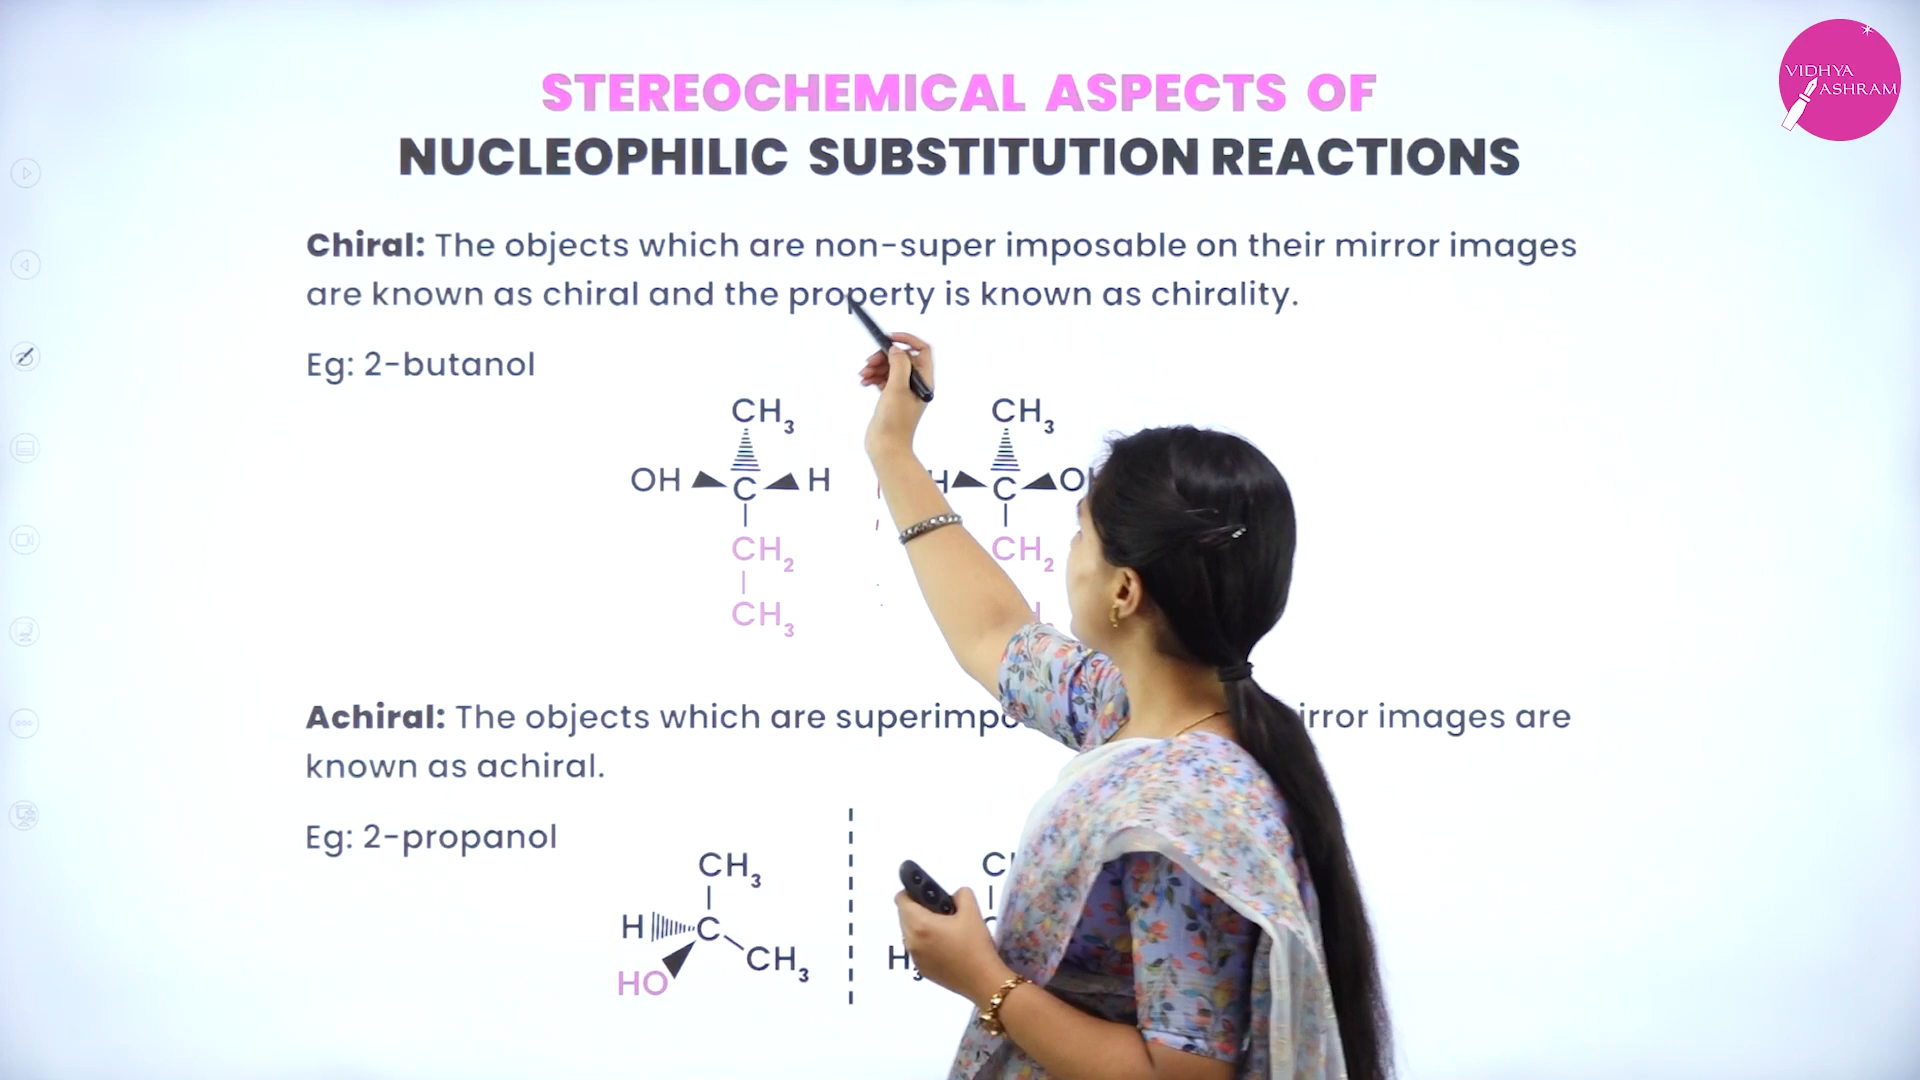 VIDHYA
ASHRAM
STEREOCHEMICAL ASPECTS OF
NUCLEOPHILIC SUBSTITUTION REACTIONS
Chiral: The objects which are non-super imposable on their mirror images
are known as chiral and the property is known as chirality.
Eg: 2-butanol
CH₃ CH₃
OH C H H C O
CH₂ CH₂
CH₃
Achiral: The objects which are irror images are
known as achiral.
Eg: 2-propanol
CH₃
H C
CH₃ H₃
HO